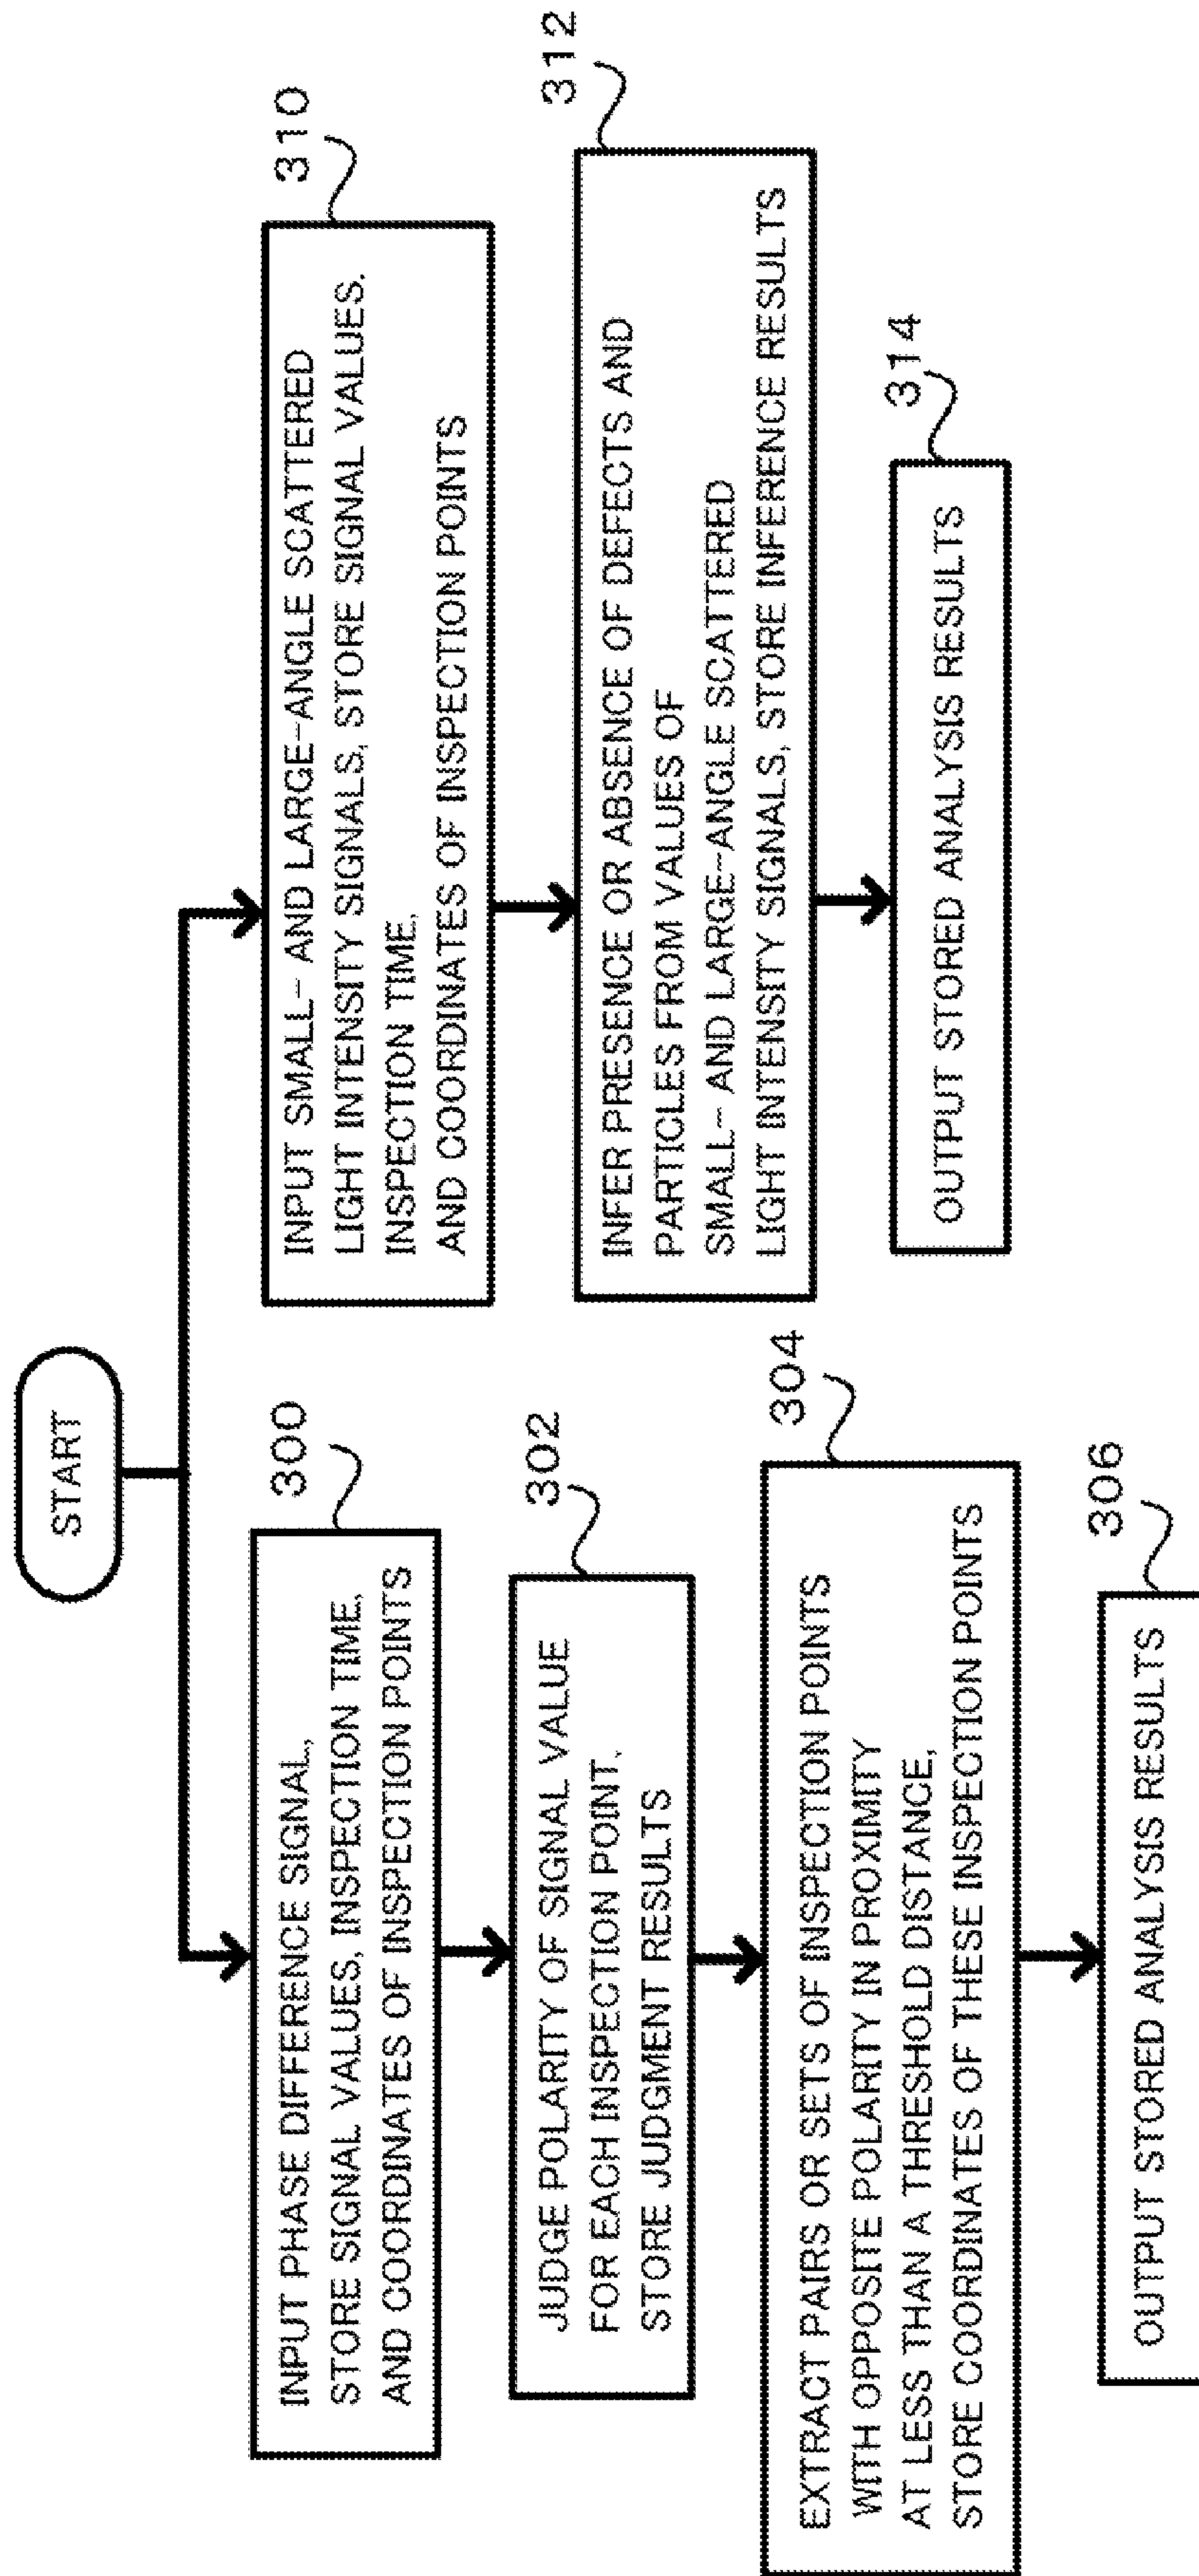 START
300
INPUT PHASE DIFFERENCE SIGNAL,
STORE SIGNAL VALUES, INSPECTION TIME,
AND COORDINATES OF INSPECTION POINTS
302
JUDGE POLARITY OF SIGNAL VALUE
FOR EACH INSPECTION POINT,
STORE JUDGMENT RESULTS
304
EXTRACT PAIRS OR SETS OF INSPECTION POINTS
WITH OPPOSITE POLARITY IN PROXIMITY
AT LESS THAN A THRESHOLD DISTANCE,
STORE COORDINATES OF THESE INSPECTION POINTS
306
OUTPUT STORED ANALYSIS RESULTS
310
INPUT SMALL- AND LARGE-ANGLE SCATTERED
LIGHT INTENSITY SIGNALS, STORE SIGNAL VALUES,
INSPECTION TIME,
AND COORDINATES OF INSPECTION POINTS
312
INFER PRESENCE OR ABSENCE OF DEFECTS AND
PARTICLES FROM VALUES OF
SMALL- AND LARGE-ANGLE SCATTERED
LIGHT INTENSITY SIGNALS, STORE INFERENCE RESULTS
314
OUTPUT STORED ANALYSIS RESULTS